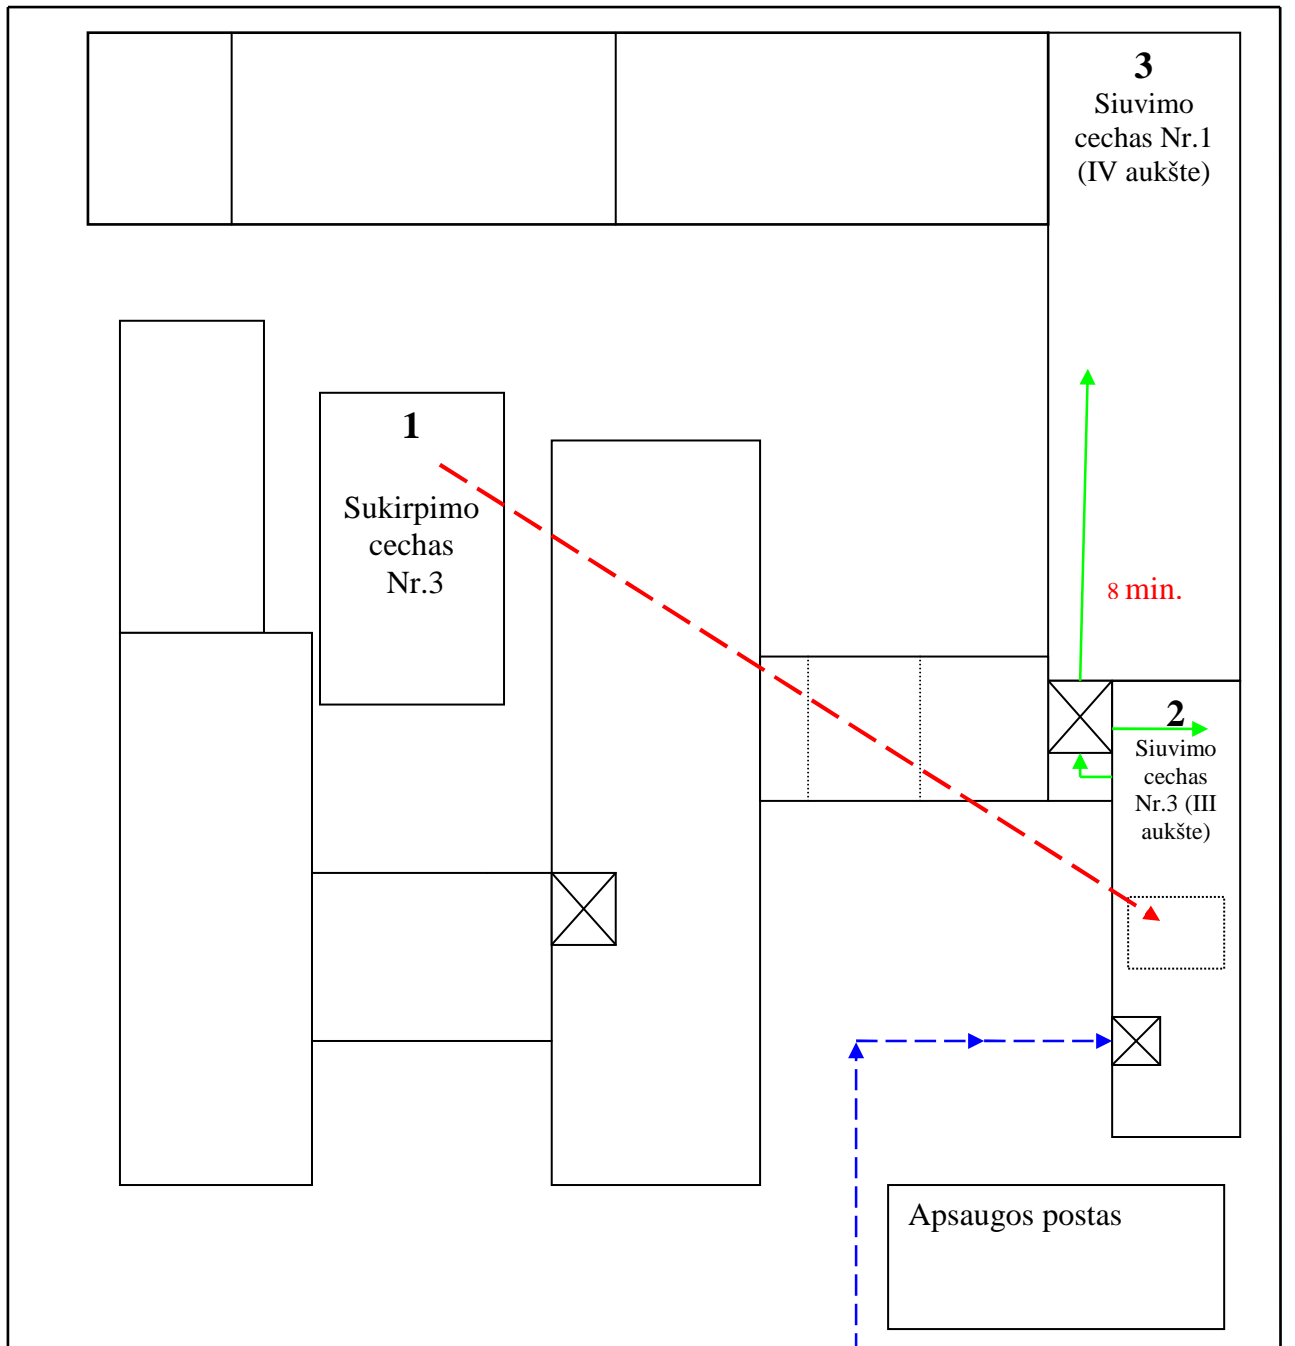 3
Siuvimo
cechas Nr.1
(IV aukšte)
1
Sukirpimo
cechas
Nr.3
8 min.
2
Siuvimo
cechas
Nr.3 (III
aukšte)
Apsaugos postas